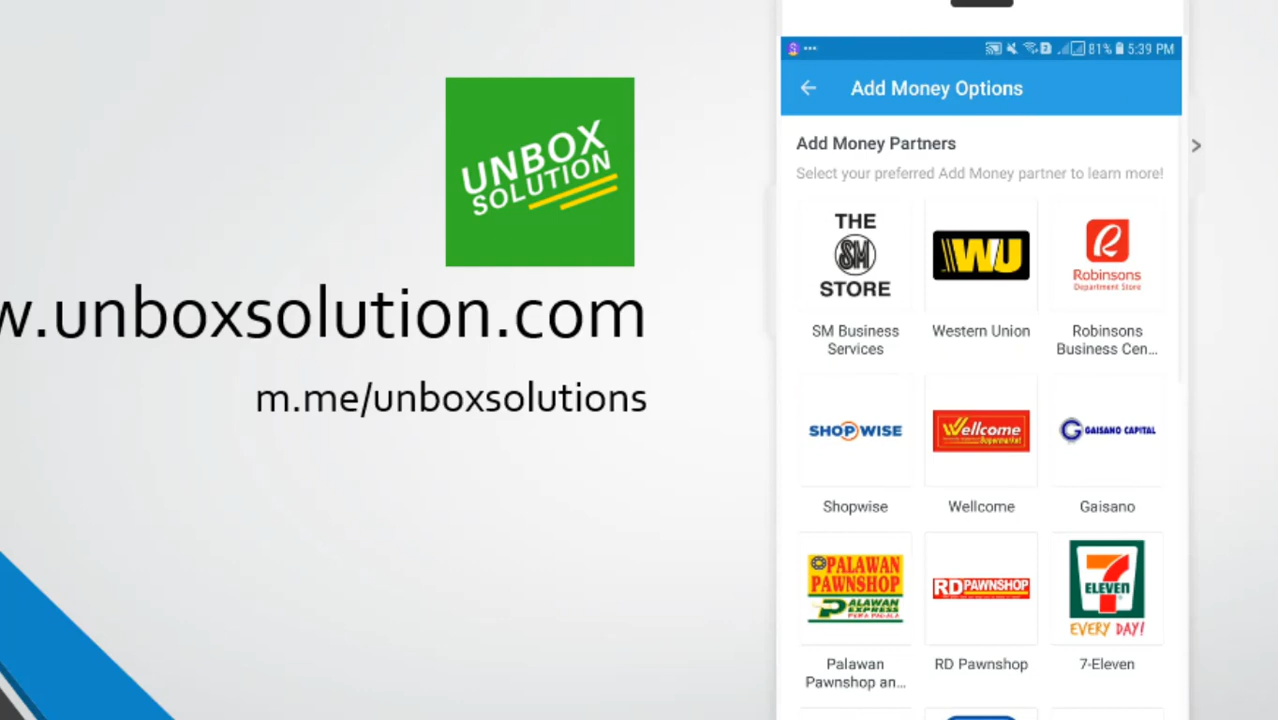 UNBOX
SOLUTION
w.unboxsolution.com
m.me/unboxsolutions
81% 5:39 PM
Add Money Options
Add Money Partners
Select your preferred Add Money partner to learn more!
THE
SM
STORE
WU
R
Robinsons
Department Store
SM Business
Services
Western Union
Robinsons
Business Cen...
SHOPWISE
Wellcome
Supermarket
G GAISANO CAPITAL
Shopwise
Wellcome
Gaisano
PALAWAN
PAWNSHOP
PALAWAN
EXPRESS
PERA PADALA
RD PAWNSHOP
7
ELEVEN
EVERY DAY!
Palawan
Pawnshop an...
RD Pawnshop
7-Eleven